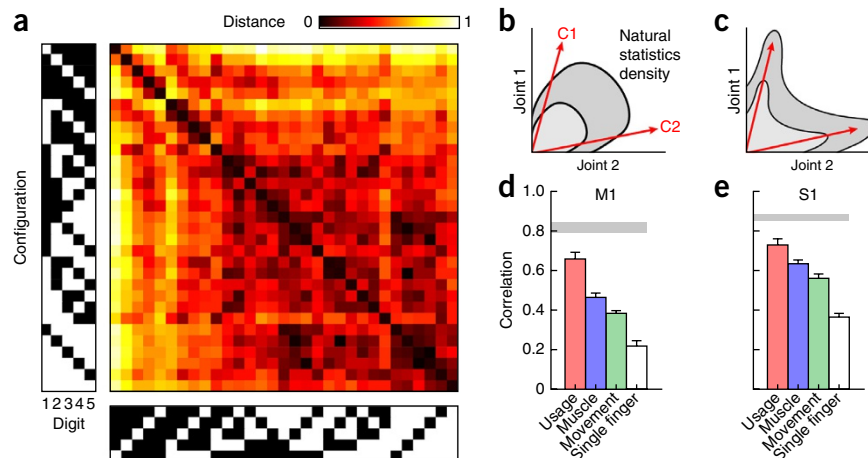 a
Distance 0 1
Configuration
1 2 3 4 5
Digit
b
C1
Natural
statistics
density
Joint 1
C2
Joint 2
c
Joint 1
Joint 2
d
M1
Correlation
1.0
0.8
0.6
0.4
0.2
0
Usage
Muscle
Movement
Single finger
e
S1
Usage
Muscle
Movement
Single finger